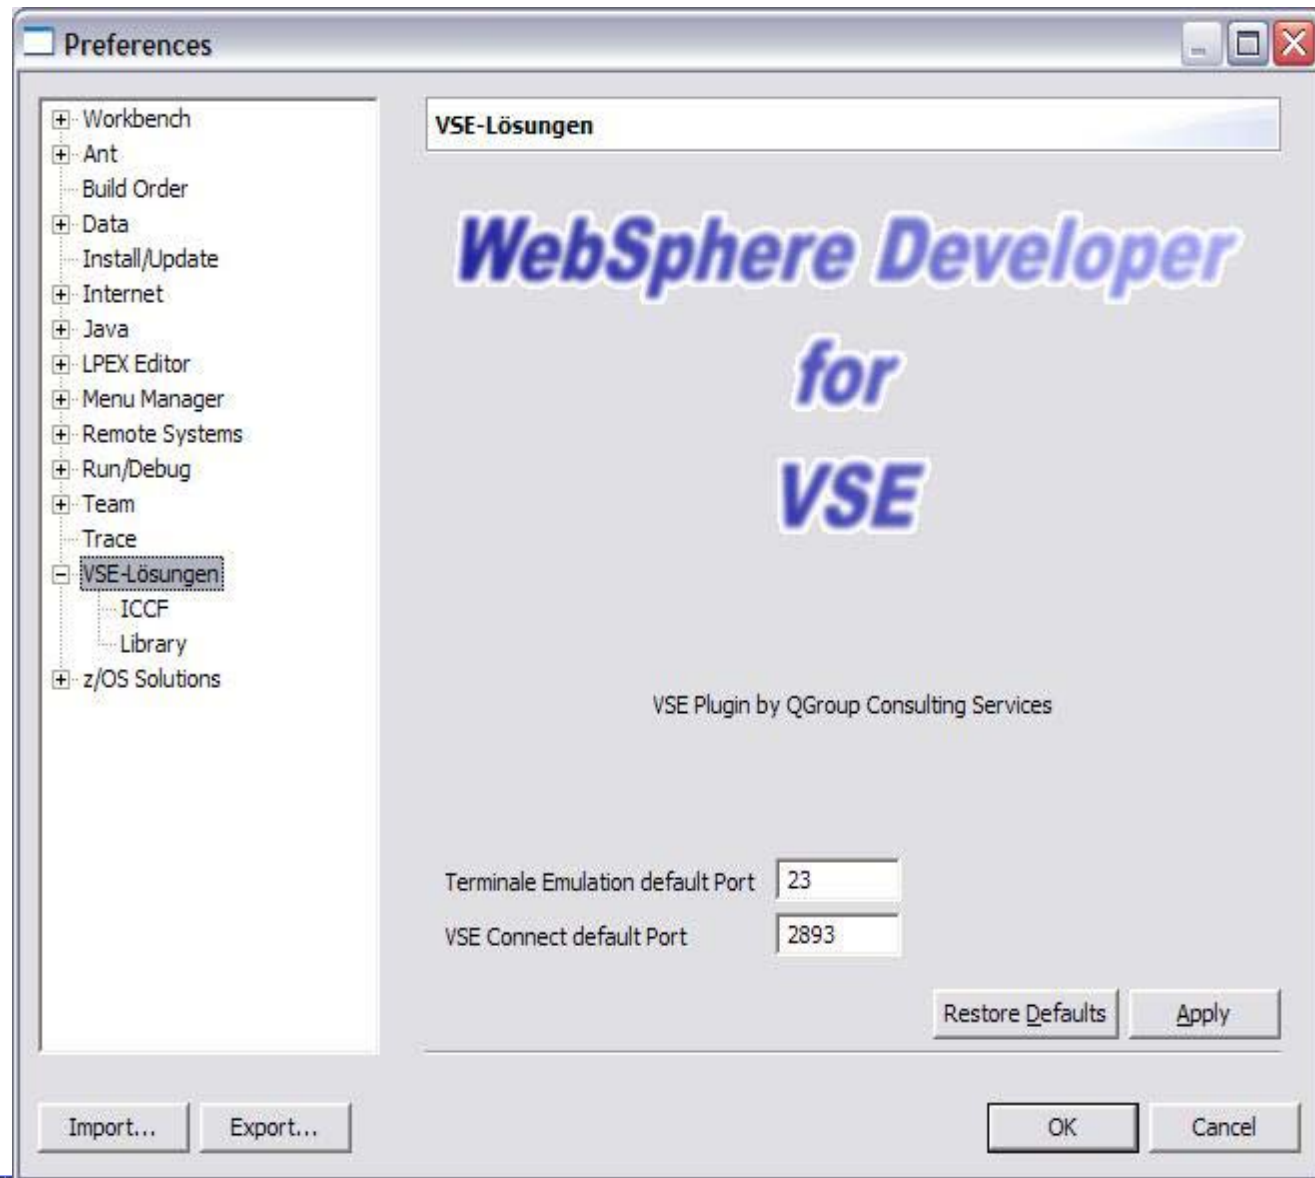 Preferences
Workbench
Ant
Build Order
Data
Install/Update
Internet
Java
LPEX Editor
Menu Manager
Remote Systems
Run/Debug
Team
Trace
VSE-Lösungen
ICCF
Library
z/OS Solutions
VSE-Lösungen
WebSphere Developer
for
VSE
VSE Plugin by QGroup Consulting Services
Terminale Emulation default Port 23
VSE Connect default Port 2893
Restore Defaults Apply
Import... Export... OK Cancel